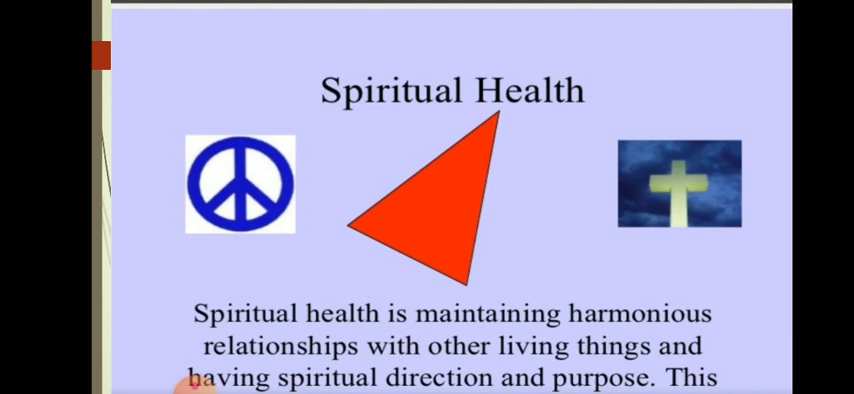 Spiritual Health
Spiritual health is maintaining harmonious
relationships with other living things and
having spiritual direction and purpose. This